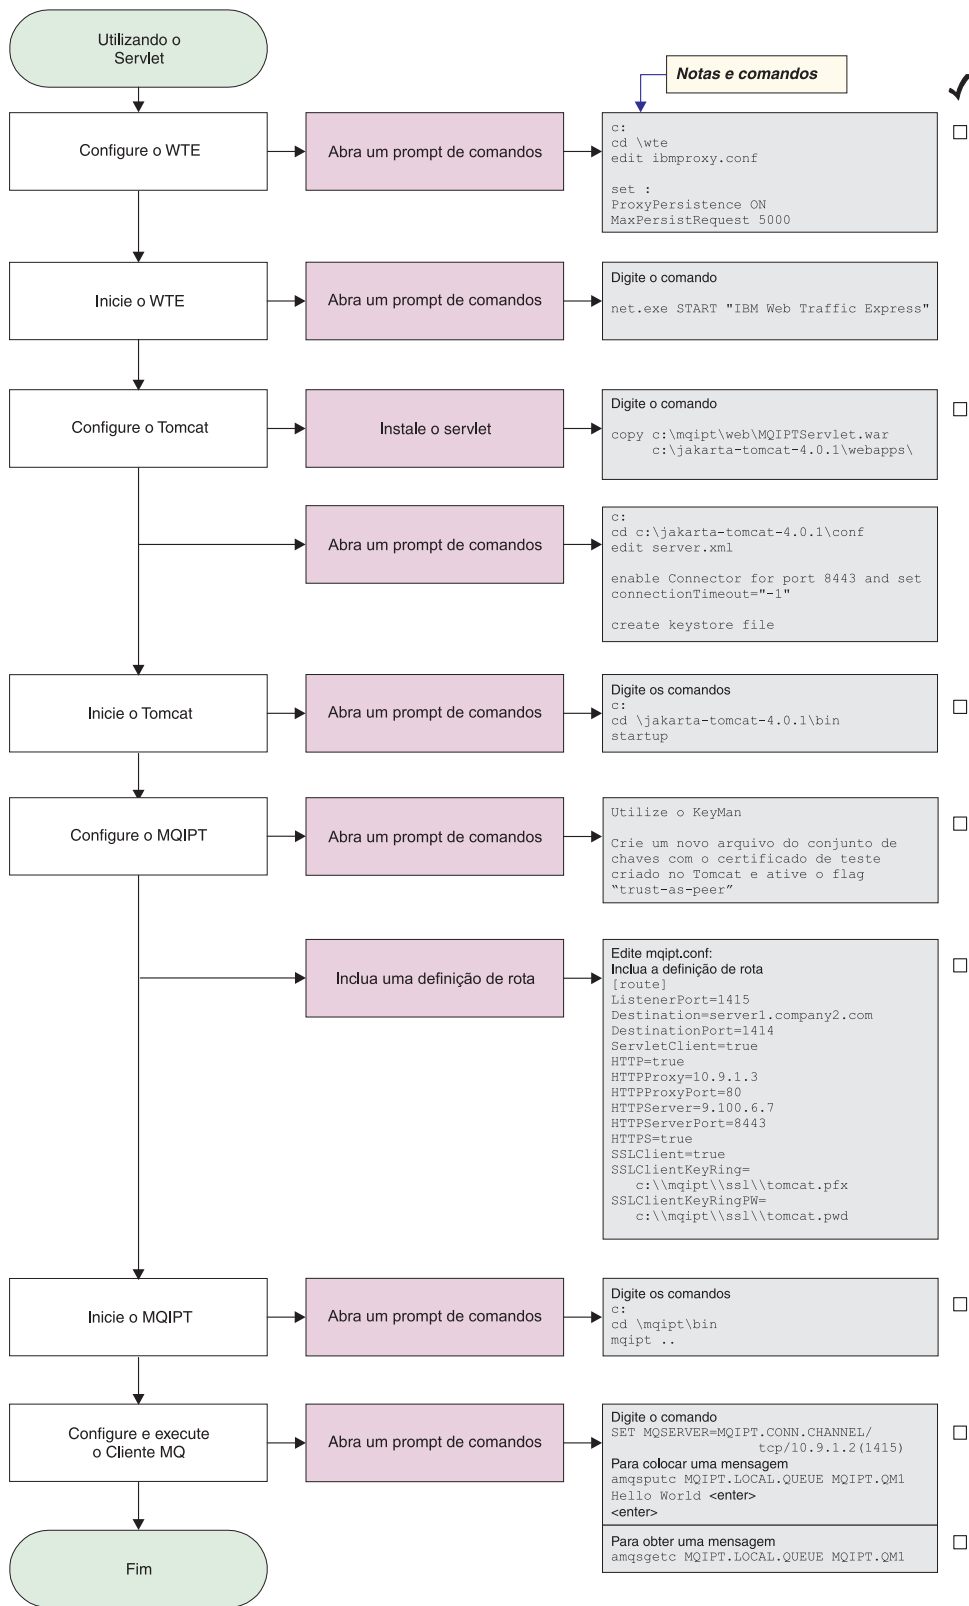 Utilizando o
Servlet
Notas e comandos
Configure o WTE
Abra um prompt de comandos
c:
cd \wte
edit ibmproxy.conf
set :
ProxyPersistence ON
MaxPersistRequest 5000
Inicie o WTE
Abra um prompt de comandos
Digite o comando
net.exe START "IBM Web Traffic Express"
Configure o Tomcat
Instale o servlet
Digite o comando
copy c:\mqipt\web\MQIPTServlet.war
c:\jakarta-tomcat-4.0.1\webapps\
Abra um prompt de comandos
c:
cd c:\jakarta-tomcat-4.0.1\conf
edit server.xml
enable Connector for port 8443 and set
connectionTimeout="-1"
create keystore file
Inicie o Tomcat
Abra um prompt de comandos
Digite os comandos
c:
cd \jakarta-tomcat-4.0.1\bin
startup
Configure o MQIPT
Abra um prompt de comandos
Utilize o KeyMan
Crie um novo arquivo do conjunto de
chaves com o certificado de teste
criado no Tomcat e ative o flag
“trust-as-peer”
Inclua uma definição de rota
Edite mqipt.conf:
Inclua a definição de rota
[route]
ListenerPort=1415
Destination=server1.company2.com
DestinationPort=1414
ServletClient=true
HTTP=true
HTTPProxy=10.9.1.3
HTTPProxyPort=80
HTTPServer=9.100.6.7
HTTPServerPort=8443
HTTPS=true
SSLClient=true
SSLClientKeyRing=
c:\\mqipt\\ssl\\tomcat.pfx
SSLClientKeyRingPW=
c:\\mqipt\\ssl\\tomcat.pwd
Inicie o MQIPT
Abra um prompt de comandos
Digite os comandos
c:
cd \mqipt\bin
mqipt ..
Configure e execute
o Cliente MQ
Abra um prompt de comandos
Digite o comando
SET MQSERVER=MQIPT.CONN.CHANNEL/
tcp/10.9.1.2(1415)
Para colocar uma mensagem
amqsputc MQIPT.LOCAL.QUEUE MQIPT.QM1
Hello World <enter>
<enter>
Para obter uma mensagem
amqsgetc MQIPT.LOCAL.QUEUE MQIPT.QM1
Fim